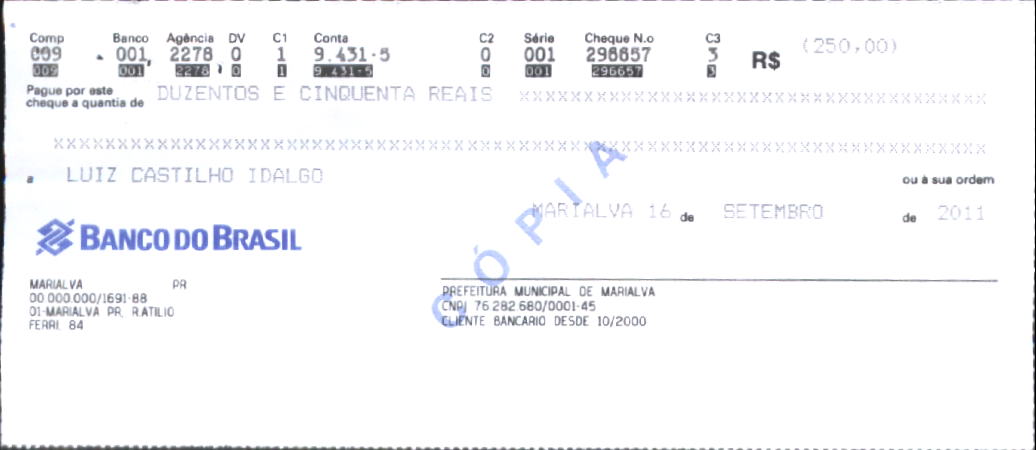 Comp Banco Agência DV C1 Conta C2 Série Cheque N.o C3
009 001 2278 0 1 9.431-5 0 001 296657 3 R$ (250,00)
009 001 2278 0 1 9.431-5 0 001 296657 3
Pague por este
cheque a quantia de DUZENTOS E CINQUENTA REAIS XXXXXXXXXXXXXXXXXXXXXXXXXXXXXXXXXXXXXXXXXX
XXXXXXXXXXXXXXXXXXXXXXXXXXXXXXXXXXXXXXXXXXXXXXXXXXXXXXXXXXXXXXXXXXXXXXXXXXXXXXXX
a LUIZ CASTILHO IDALGO ou à sua ordem
MARIALVA 16 de SETEMBRO de 2011
BANCO DO BRASIL
CÓPIA
MARIALVA PR
00 000.000/1691-88
01-MARIALVA PR, R.ATILIO
FERRI, 84
PREFEITURA MUNICIPAL DE MARIALVA
CNPJ 76 282 680/0001-45
CLIENTE BANCARIO DESDE 10/2000